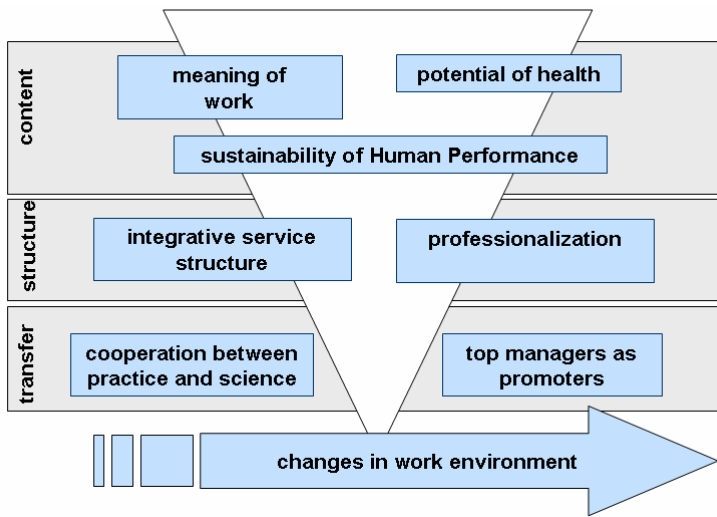 content
meaning of
work
potential of health
sustainability of Human Performance
structure
integrative service
structure
professionalization
transfer
cooperation between
practice and science
top managers as
promoters
changes in work environment